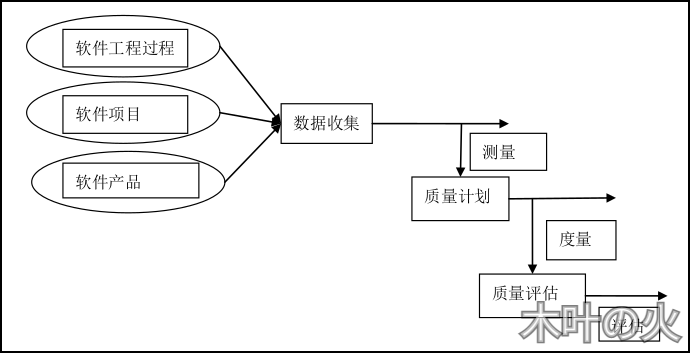 软件工程过程
软件项目
数据收集
测量
软件产品
质量计划
度量
质量评估
评估
木叶の火